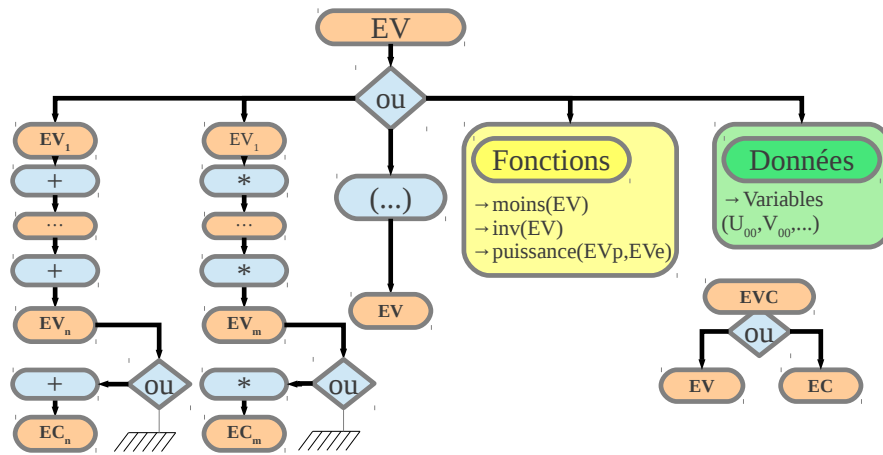 EV
ou
EV₁
+
...
+
EVₙ
ou
+
ECₙ
EV₁
*
...
*
EVₘ
ou
*
ECₘ
(...)
EV
Fonctions
→moins(EV)
→inv(EV)
→puissance(EVp,EVe)
Données
→Variables
(U₀₀,V₀₀,...)
EVC
ou
EV
EC